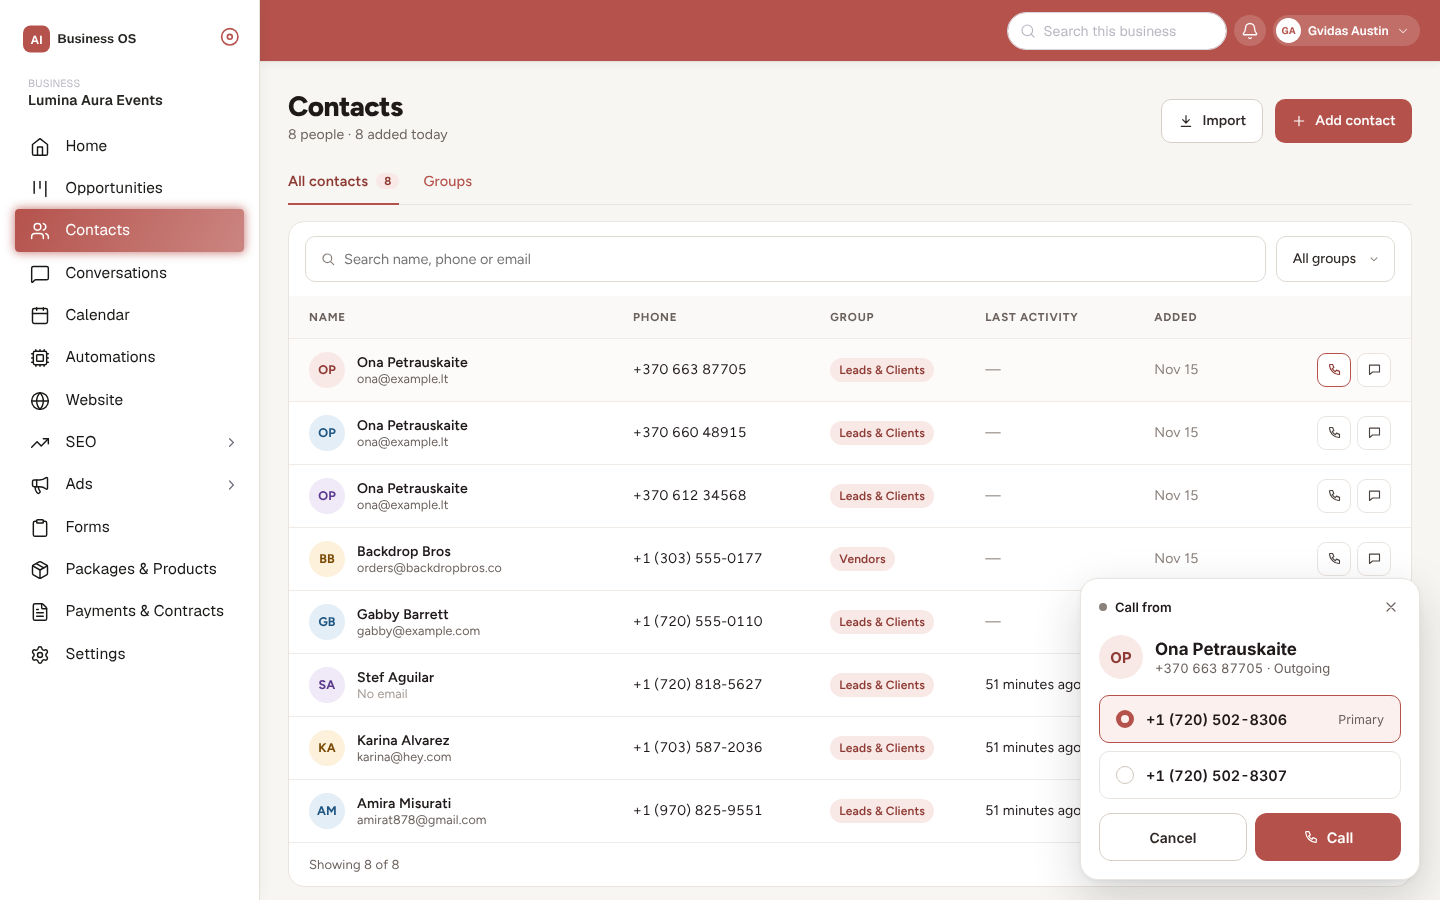 AI Business OS
BUSINESS
Lumina Aura Events
Home
Opportunities
Contacts
Conversations
Calendar
Automations
Website
SEO
Ads
Forms
Packages & Products
Payments & Contracts
Settings
Search this business
GA Gvidas Austin
Contacts
8 people · 8 added today
Import
Add contact
All contacts 8 Groups
Search name, phone or email
All groups
NAME PHONE GROUP LAST ACTIVITY ADDED
OP Ona Petrauskaite +370 663 87705 Leads & Clients — Nov 15
ona@example.lt
OP Ona Petrauskaite +370 660 48915 Leads & Clients — Nov 15
ona@example.lt
OP Ona Petrauskaite +370 612 34568 Leads & Clients — Nov 15
ona@example.lt
BB Backdrop Bros +1 (303) 555-0177 Vendors — Nov 15
orders@backdropbros.co
GB Gabby Barrett +1 (720) 555-0110 Leads & Clients —
gabby@example.com
SA Stef Aguilar +1 (720) 818-5627 Leads & Clients 51 minutes ago
No email
KA Karina Alvarez +1 (703) 587-2036 Leads & Clients 51 minutes ago
karina@hey.com
AM Amira Misurati +1 (970) 825-9551 Leads & Clients 51 minutes ago
amirat878@gmail.com
Showing 8 of 8
Call from
OP Ona Petrauskaite
+370 663 87705 · Outgoing
+1 (720) 502-8306 Primary
+1 (720) 502-8307
Cancel
Call